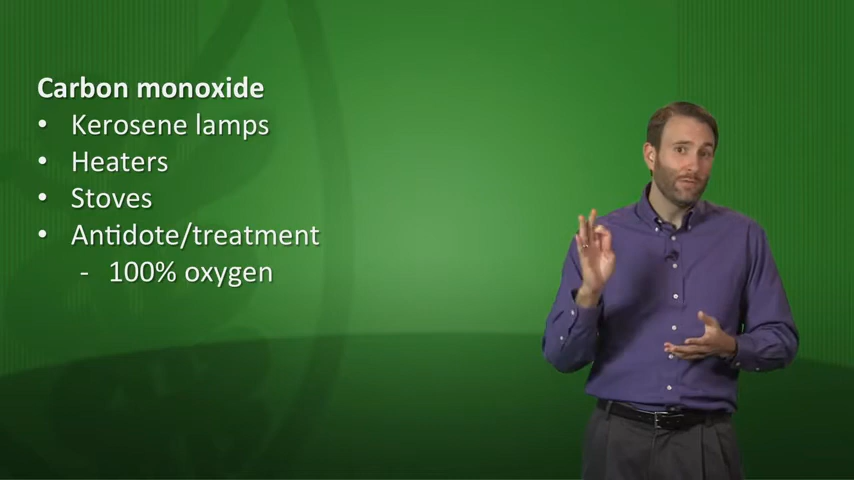 Carbon monoxide
• Kerosene lamps
• Heaters
• Stoves
• Antidote/treatment
- 100% oxygen